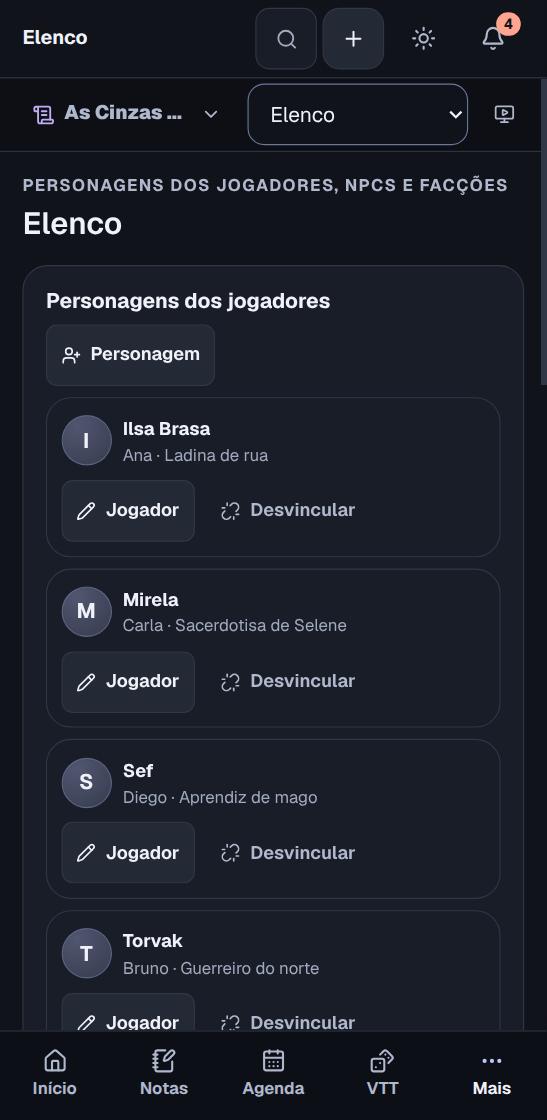 Elenco
4
As Cinzas ...
Elenco
PERSONAGENS DOS JOGADORES, NPCS E FACÇÕES
Elenco
Personagens dos jogadores
Personagem
I
Ilsa Brasa
Ana · Ladina de rua
Jogador
Desvincular
M
Mirela
Carla · Sacerdotisa de Selene
Jogador
Desvincular
S
Sef
Diego · Aprendiz de mago
Jogador
Desvincular
T
Torvak
Bruno · Guerreiro do norte
Jogador
Desvincular
Início
Notas
Agenda
VTT
Mais